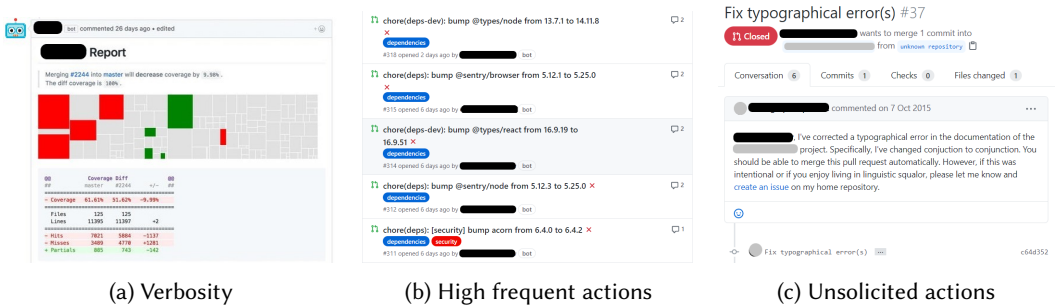 bot commented 26 days ago • edited
Report
Merging #2244 into master will decrease coverage by 5.58%.
The diff coverage is 100%.
@@ Coverage Diff @@
## master #2244 +/- ##
- Coverage 61.61% 51.62% -9.99%
Files 125 125
Lines 11395 11397 +2
- Hits 7021 5884 -1137
- Misses 3489 4770 +1281
+ Partials 885 743 -142
(a) Verbosity
chore(deps-dev): bump @types/node from 13.7.1 to 14.11.8
2
dependencies
#318 opened 2 days ago by bot
chore(deps): bump @sentry/browser from 5.12.1 to 5.25.0
2
dependencies
#315 opened 6 days ago by bot
chore(deps-dev): bump @types/react from 16.9.19 to
16.9.51
2
dependencies
#314 opened 6 days ago by bot
chore(deps): bump @sentry/node from 5.12.3 to 5.25.0
2
dependencies
#312 opened 6 days ago by bot
chore(deps): [security] bump acorn from 6.4.0 to 6.4.2
1
dependencies security
#311 opened 6 days ago by bot
(b) High frequent actions
Fix typographical error(s) #37
Closed
wants to merge 1 commit into
from unknown repository
Conversation 6 Commits 1 Checks 0 Files changed 1
commented on 7 Oct 2015 ...
, I've corrected a typographical error in the documentation of the
project. Specifically, I've changed conjuction to conjunction. You
should be able to merge this pull request automatically. However, if this was
intentional or if you enjoy living in linguistic squalor, please let me know and
create an issue on my home repository.
Fix typographical error(s) ... c64d352
(c) Unsolicited actions